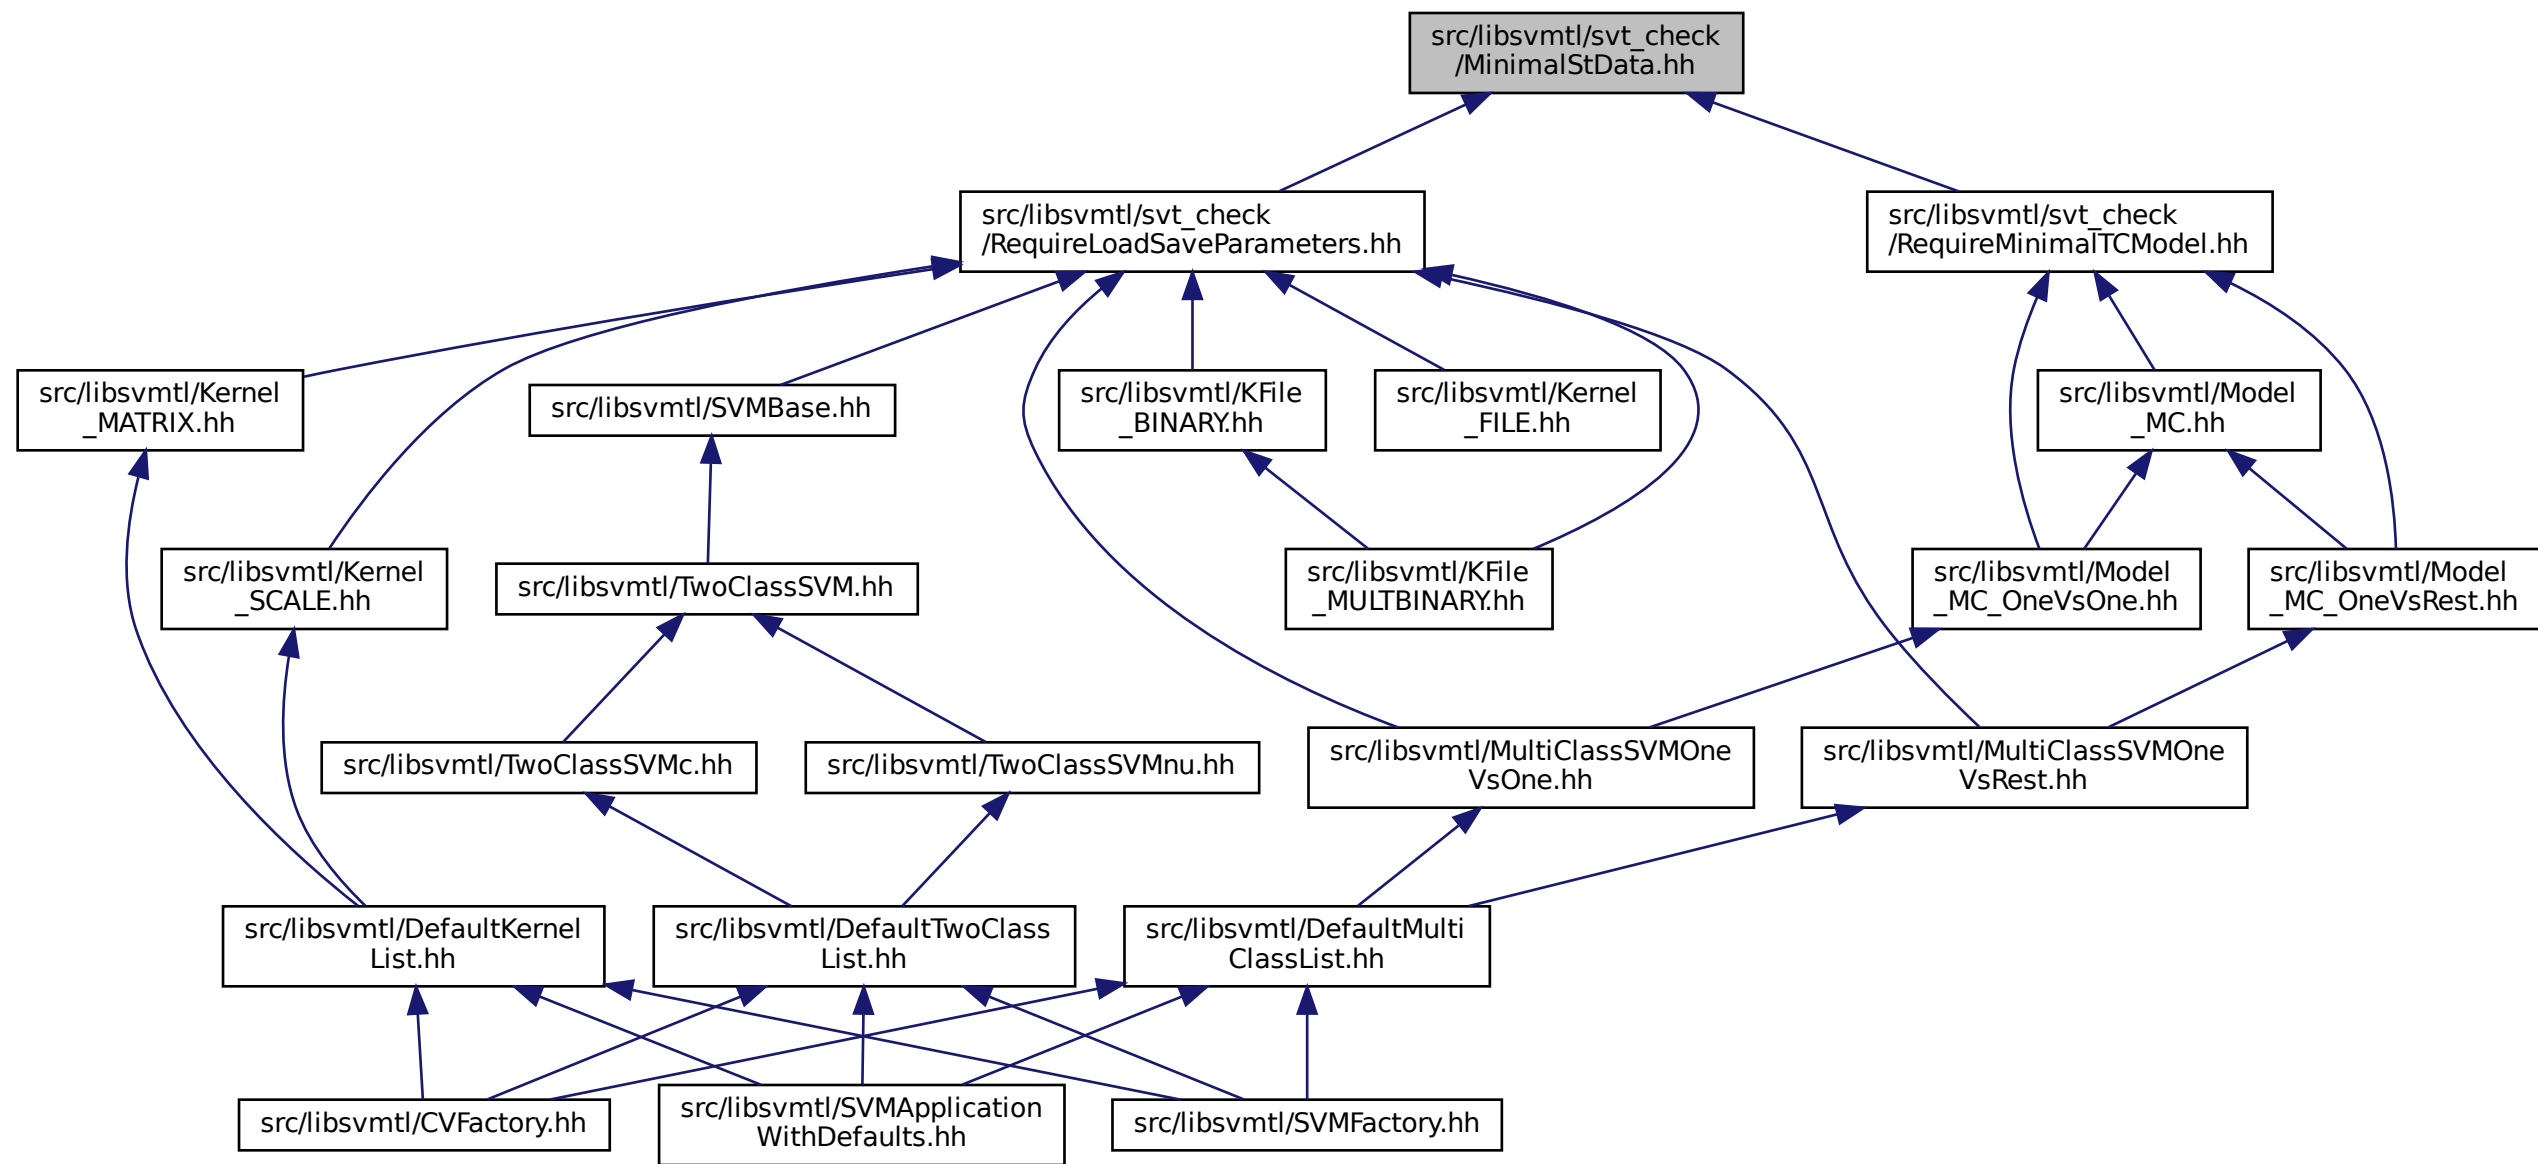 src/libsvmtl/svt_check
/MinimalStData.hh
src/libsvmtl/svt_check
/RequireLoadSaveParameters.hh
src/libsvmtl/svt_check
/RequireMinimalTCModel.hh
src/libsvmtl/Kernel
_MATRIX.hh
src/libsvmtl/SVMBase.hh
src/libsvmtl/KFile
_BINARY.hh
src/libsvmtl/Kernel
_FILE.hh
src/libsvmtl/Model
_MC.hh
src/libsvmtl/Kernel
_SCALE.hh
src/libsvmtl/TwoClassSVM.hh
src/libsvmtl/KFile
_MULTBINARY.hh
src/libsvmtl/Model
_MC_OneVsOne.hh
src/libsvmtl/Model
_MC_OneVsRest.hh
src/libsvmtl/TwoClassSVMc.hh
src/libsvmtl/TwoClassSVMnu.hh
src/libsvmtl/MultiClassSVMOne
VsOne.hh
src/libsvmtl/MultiClassSVMOne
VsRest.hh
src/libsvmtl/DefaultKernel
List.hh
src/libsvmtl/DefaultTwoClass
List.hh
src/libsvmtl/DefaultMulti
ClassList.hh
src/libsvmtl/CVFactory.hh
src/libsvmtl/SVMApplication
WithDefaults.hh
src/libsvmtl/SVMFactory.hh